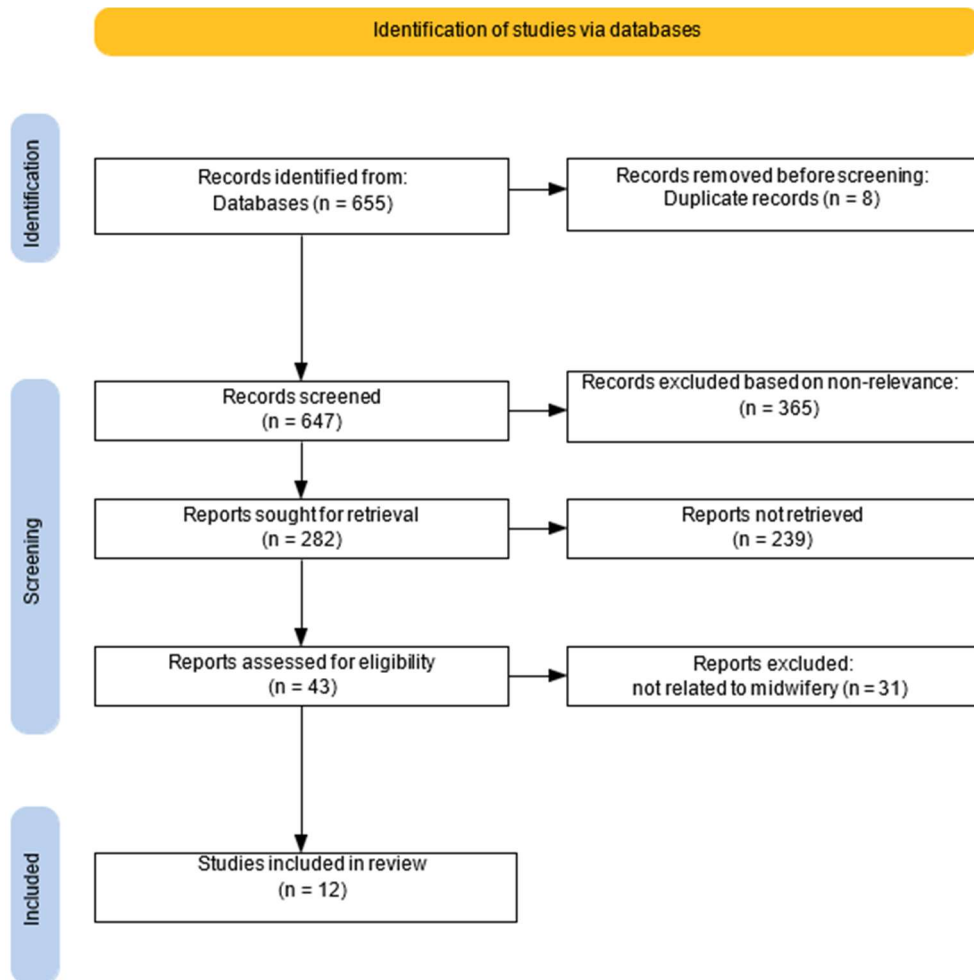 Identification of studies via databases
Identification
Records identified from:
Databases (n = 655)
Records removed before screening:
Duplicate records (n = 8)
Screening
Records screened
(n = 647)
Records excluded based on non-relevance:
(n = 365)
Reports sought for retrieval
(n = 282)
Reports not retrieved
(n = 239)
Reports assessed for eligibility
(n = 43)
Reports excluded:
not related to midwifery (n = 31)
Included
Studies included in review
(n = 12)